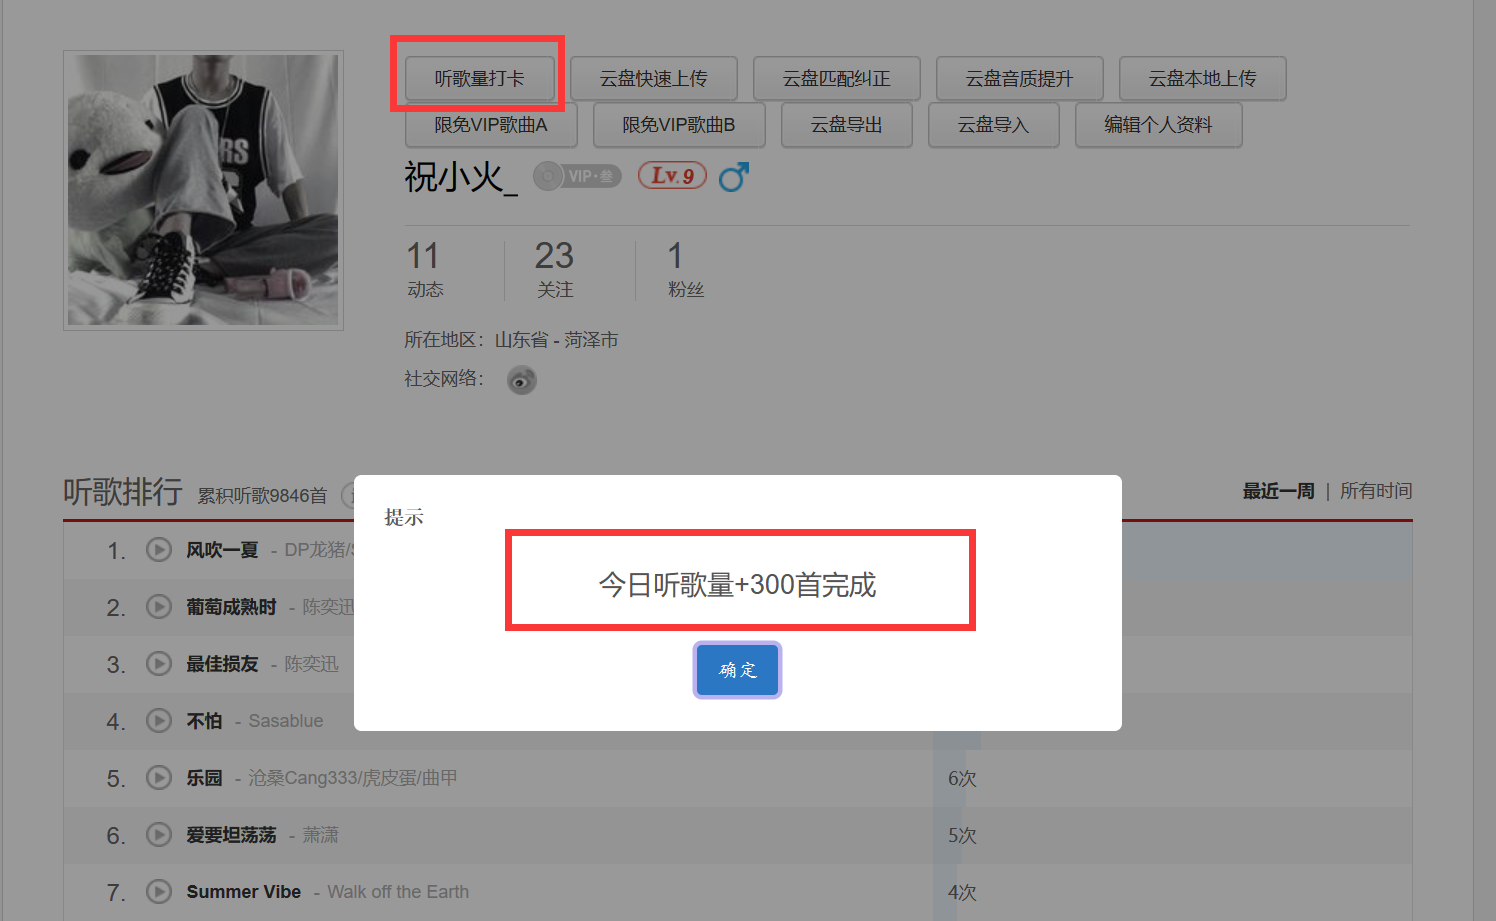 听歌量打卡 云盘快速上传 云盘匹配纠正 云盘音质提升 云盘本地上传
限免VIP歌曲A 限免VIP歌曲B 云盘导出 云盘导入 编辑个人资料
祝小火_ VIP·叁 Lv.9
11 23 1
动态 关注 粉丝
所在地区：山东省 - 菏泽市
社交网络：
听歌排行 累积听歌9846首 最近一周 | 所有时间
提示
今日听歌量+300首完成
确定
1. 风吹一夏 - DP龙猪/
2. 葡萄成熟时 - 陈奕迅
3. 最佳损友 - 陈奕迅
4. 不怕 - Sasablue
5. 乐园 - 沧桑Cang333/虎皮蛋/曲甲 6次
6. 爱要坦荡荡 - 萧潇 5次
7. Summer Vibe - Walk off the Earth 4次